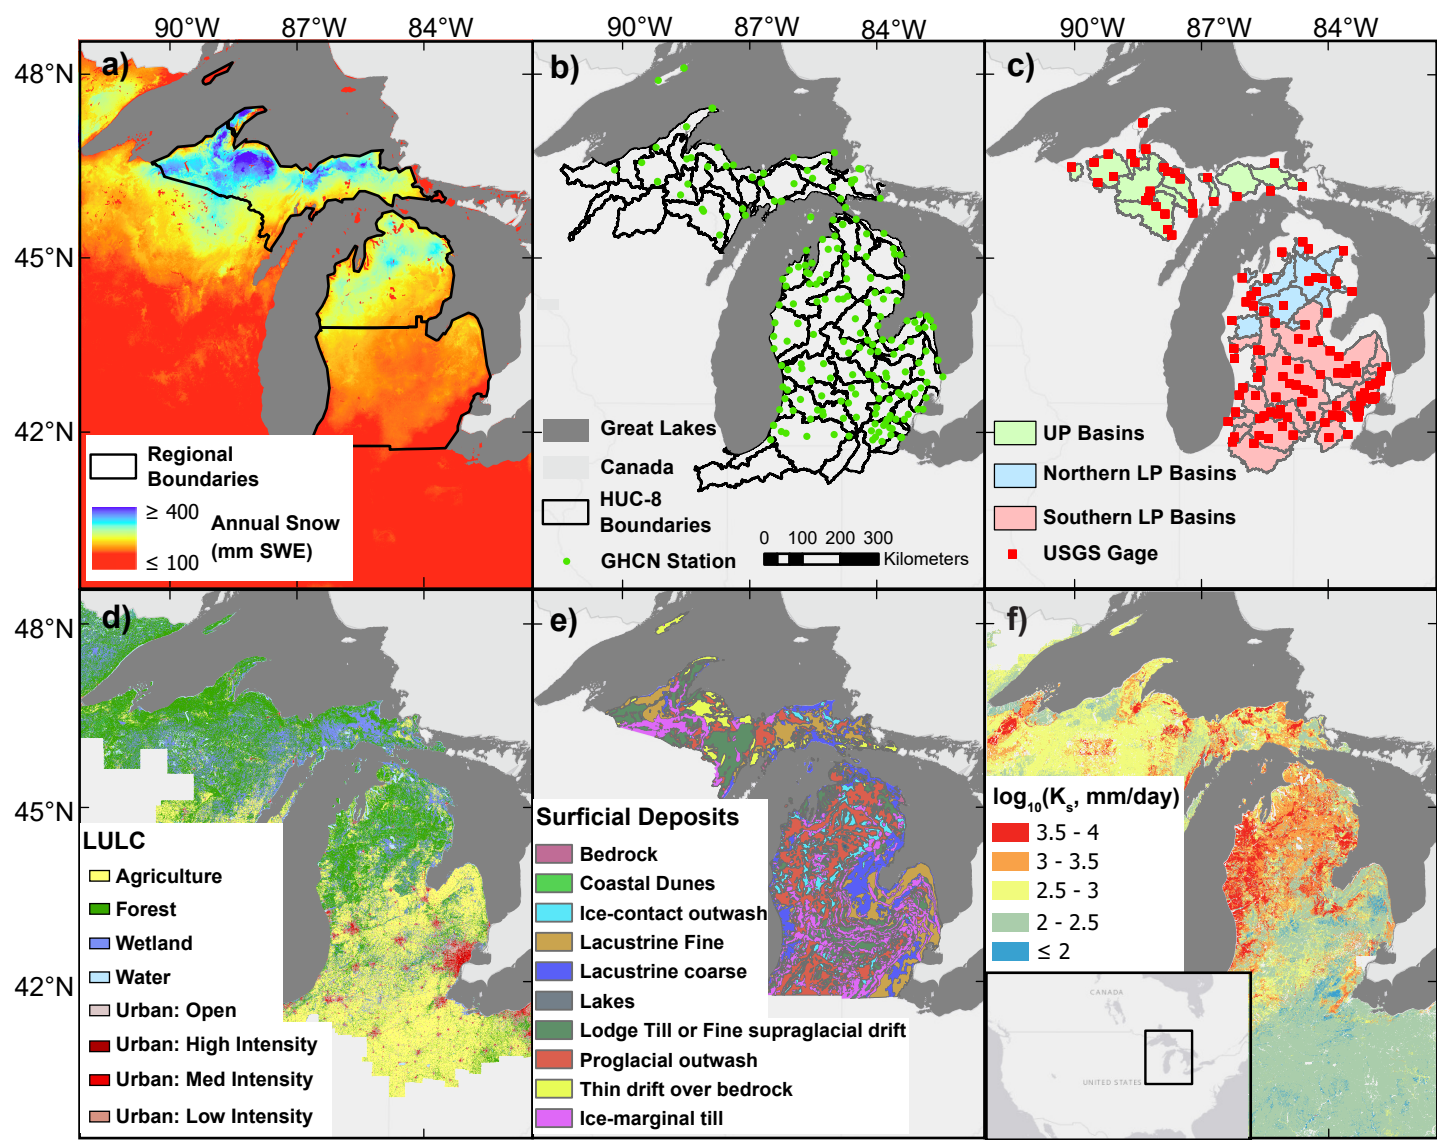 90°W 87°W 84°W 90°W 87°W 84°W 90°W 87°W 84°W
48°N
45°N
42°N
a)
Regional
Boundaries
≥ 400
Annual Snow
(mm SWE)
≤ 100
b)
Great Lakes
Canada
HUC-8
Boundaries
GHCN Station
0 100 200 300
Kilometers
c)
UP Basins
Northern LP Basins
Southern LP Basins
USGS Gage
48°N
45°N
42°N
d)
LULC
Agriculture
Forest
Wetland
Water
Urban: Open
Urban: High Intensity
Urban: Med Intensity
Urban: Low Intensity
e)
Surficial Deposits
Bedrock
Coastal Dunes
Ice-contact outwash
Lacustrine Fine
Lacustrine coarse
Lakes
Lodge Till or Fine supraglacial drift
Proglacial outwash
Thin drift over bedrock
Ice-marginal till
f)
log₁₀(Kₛ, mm/day)
3.5 - 4
3 - 3.5
2.5 - 3
2 - 2.5
≤ 2
CANADA
UNITED STATES